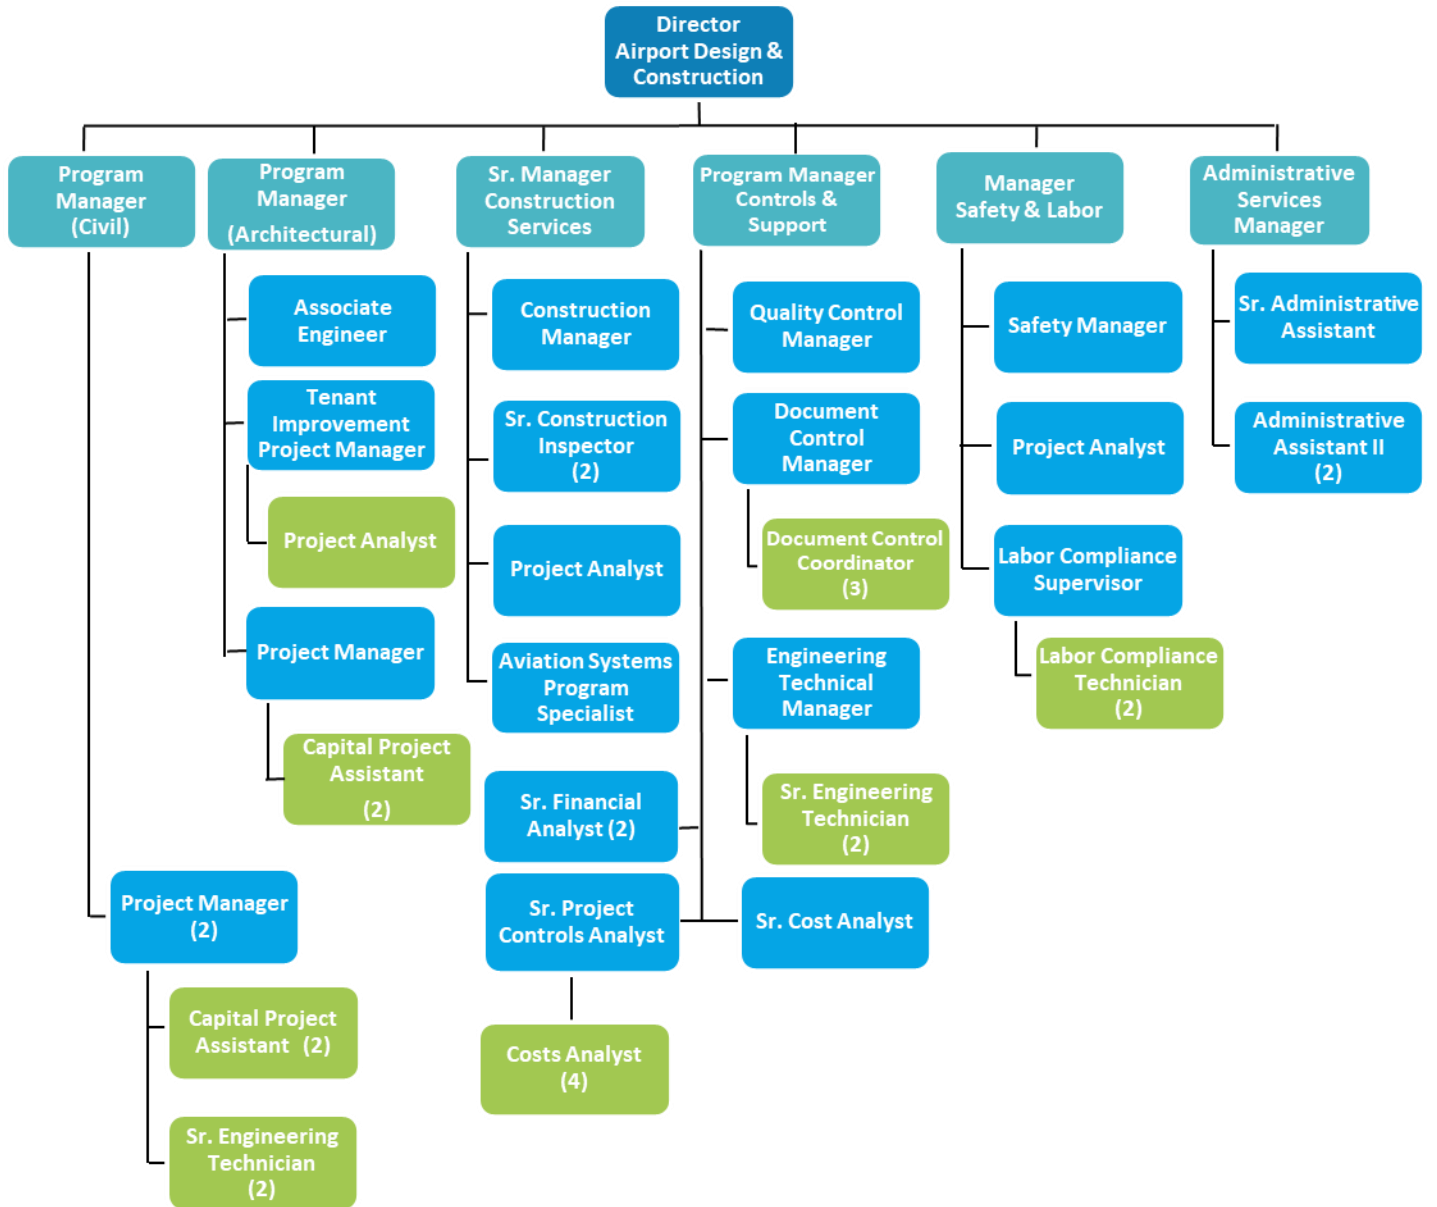 Director
Airport Design &
Construction
Program
Manager
(Civil)
Program
Manager
(Architectural)
Sr. Manager
Construction
Services
Program Manager
Controls &
Support
Manager
Safety & Labor
Administrative
Services
Manager
Associate
Engineer
Tenant
Improvement
Project Manager
Project Analyst
Project Manager
Capital Project
Assistant
(2)
Project Manager
(2)
Capital Project
Assistant (2)
Sr. Engineering
Technician
(2)
Construction
Manager
Sr. Construction
Inspector
(2)
Project Analyst
Aviation Systems
Program
Specialist
Sr. Financial
Analyst (2)
Sr. Project
Controls Analyst
Costs Analyst
(4)
Quality Control
Manager
Document
Control
Manager
Document Control
Coordinator
(3)
Engineering
Technical
Manager
Sr. Engineering
Technician
(2)
Sr. Cost Analyst
Safety Manager
Project Analyst
Labor Compliance
Supervisor
Labor Compliance
Technician
(2)
Sr. Administrative
Assistant
Administrative
Assistant II
(2)